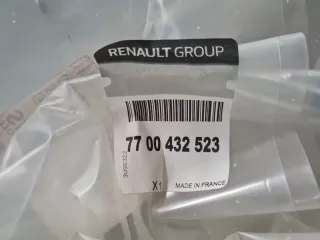 RENAULT GROUP
77 00 432 523
X1
MADE IN FRANCE